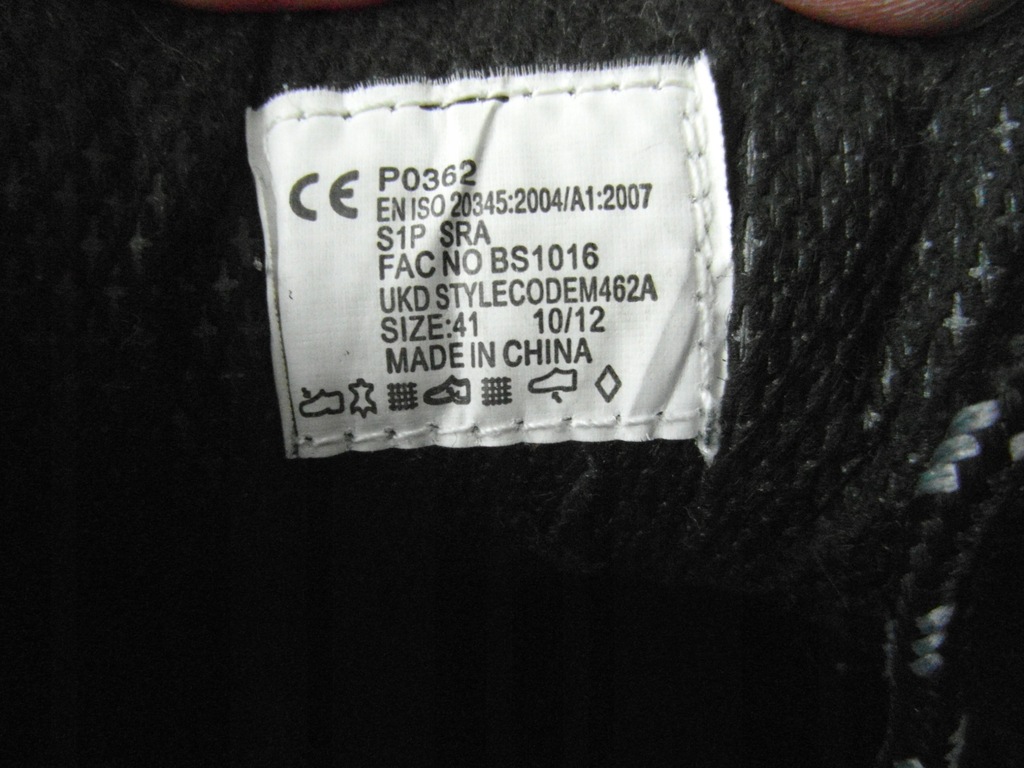 CE P0362
EN ISO 20345:2004/A1:2007
S1P SRA
FAC NO BS1016
UKD STYLECODEM462A
SIZE:41 10/12
MADE IN CHINA